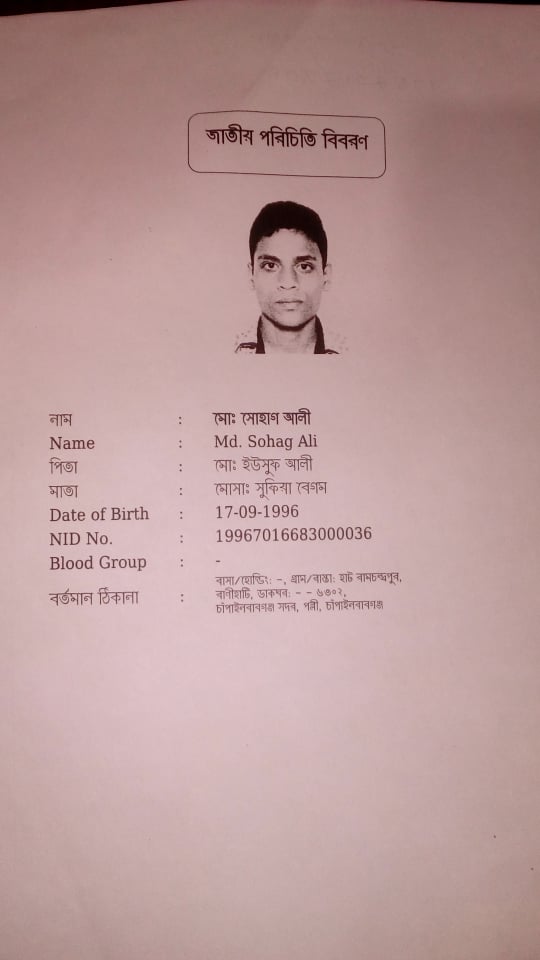 জাতীয় পরিচিতি বিবরণ
নাম : মোঃ সোহাগ আলী
Name : Md. Sohag Ali
পিতা : মোঃ ইউসুফ আলী
মাতা : মোসাঃ সুফিয়া বেগম
Date of Birth : 17-09-1996
NID No. : 19967016683000036
Blood Group : -
বর্তমান ঠিকানা : বাসা/হোল্ডিং: -, গ্রাম/রাস্তা: হাট রামচন্দ্রপুর,
রাণীহাটি, ডাকঘর: - - ৬৩০২,
চাঁপাইনবাবগঞ্জ সদর, পল্লী, চাঁপাইনবাবগঞ্জ